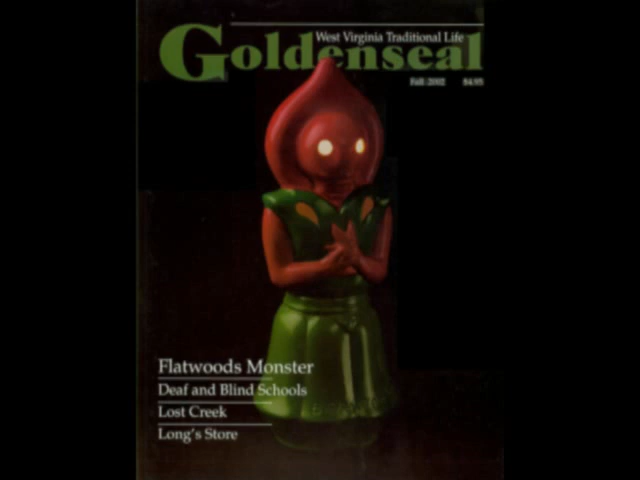 West Virginia Traditional Life
Goldenseal
Fall 2002 $4.95
Flatwoods Monster
Deaf and Blind Schools
Lost Creek
Long's Store